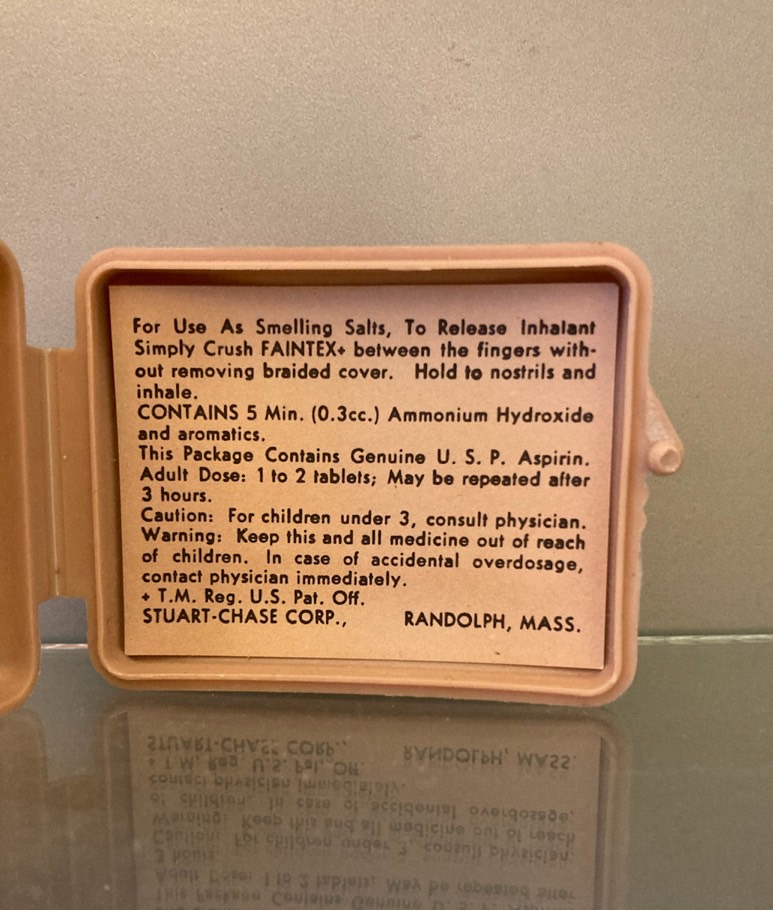 For Use As Smelling Salts, To Release Inhalant
Simply Crush FAINTEX+ between the fingers with-
out removing braided cover. Hold to nostrils and
inhale.
CONTAINS 5 Min. (0.3cc.) Ammonium Hydroxide
and aromatics.
This Package Contains Genuine U. S. P. Aspirin.
Adult Dose: 1 to 2 tablets; May be repeated after
3 hours.
Caution: For children under 3, consult physician.
Warning: Keep this and all medicine out of reach
of children. In case of accidental overdosage,
contact physician immediately.
+ T.M. Reg. U.S. Pat. Off.
STUART-CHASE CORP., RANDOLPH, MASS.